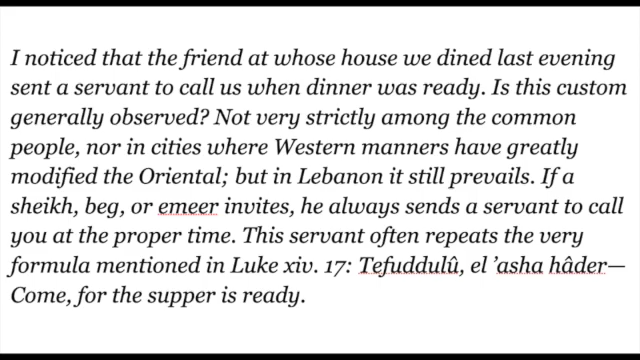 I noticed that the friend at whose house we dined last evening
sent a servant to call us when dinner was ready. Is this custom
generally observed? Not very strictly among the common
people, nor in cities where Western manners have greatly
modified the Oriental; but in Lebanon it still prevails. If a
sheikh, beg, or emeer invites, he always sends a servant to call
you at the proper time. This servant often repeats the very
formula mentioned in Luke xiv. 17: Tefuddulû, el ’asha hâder—
Come, for the supper is ready.